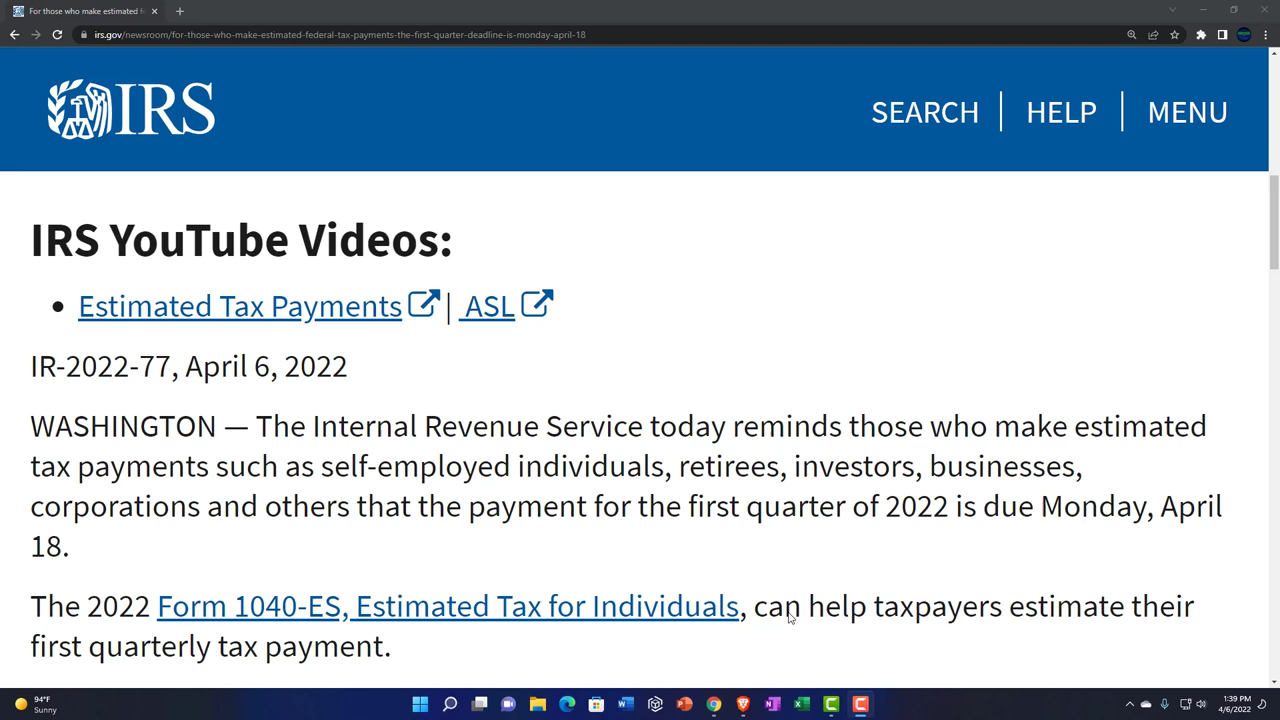 For those who make estimated f
irs.gov/newsroom/for-those-who-make-estimated-federal-tax-payments-the-first-quarter-deadline-is-monday-april-18
IRS
SEARCH | HELP | MENU
IRS YouTube Videos:
• Estimated Tax Payments | ASL
IR-2022-77, April 6, 2022
WASHINGTON — The Internal Revenue Service today reminds those who make estimated
tax payments such as self-employed individuals, retirees, investors, businesses,
corporations and others that the payment for the first quarter of 2022 is due Monday, April
18.
The 2022 Form 1040-ES, Estimated Tax for Individuals, can help taxpayers estimate their
first quarterly tax payment.
94°F
Sunny
1:39 PM
4/6/2022